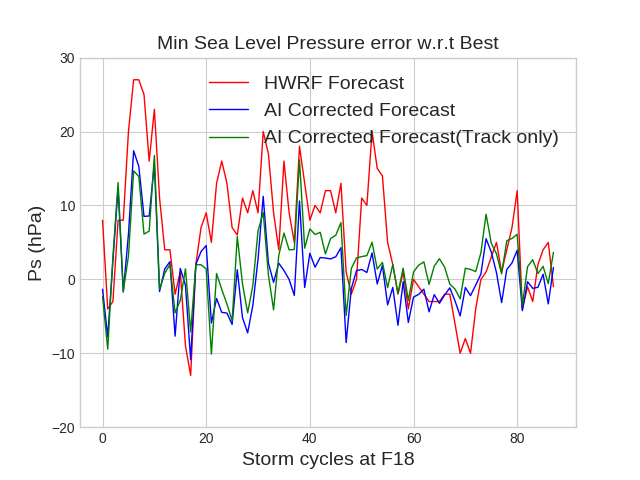 Min Sea Level Pressure error w.r.t Best
HWRF Forecast
AI Corrected Forecast
AI Corrected Forecast(Track only)
Ps (hPa)
30
20
10
0
−10
−20
0 20 40 60 80
Storm cycles at F18